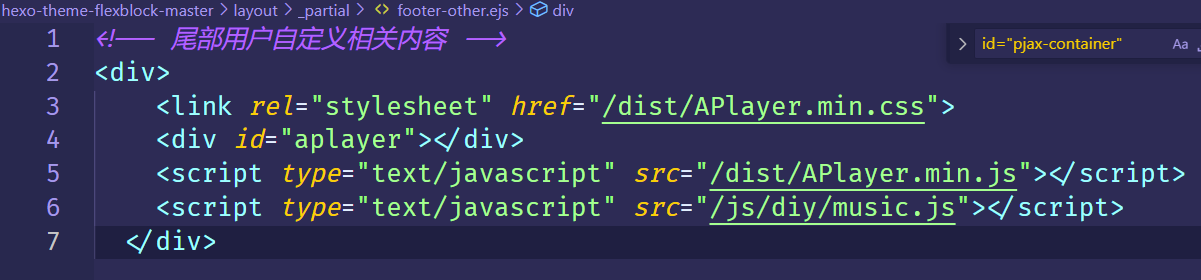 hexo-theme-flexblock-master > layout > _partial > <> footer-other.ejs > div
1 <!-- 尾部用户自定义相关内容 -->
id="pjax-container" Aa
2 <div>
3 <link rel="stylesheet" href="/dist/APlayer.min.css">
4 <div id="aplayer"></div>
5 <script type="text/javascript" src="/dist/APlayer.min.js"></script>
6 <script type="text/javascript" src="/js/diy/music.js"></script>
7 </div>